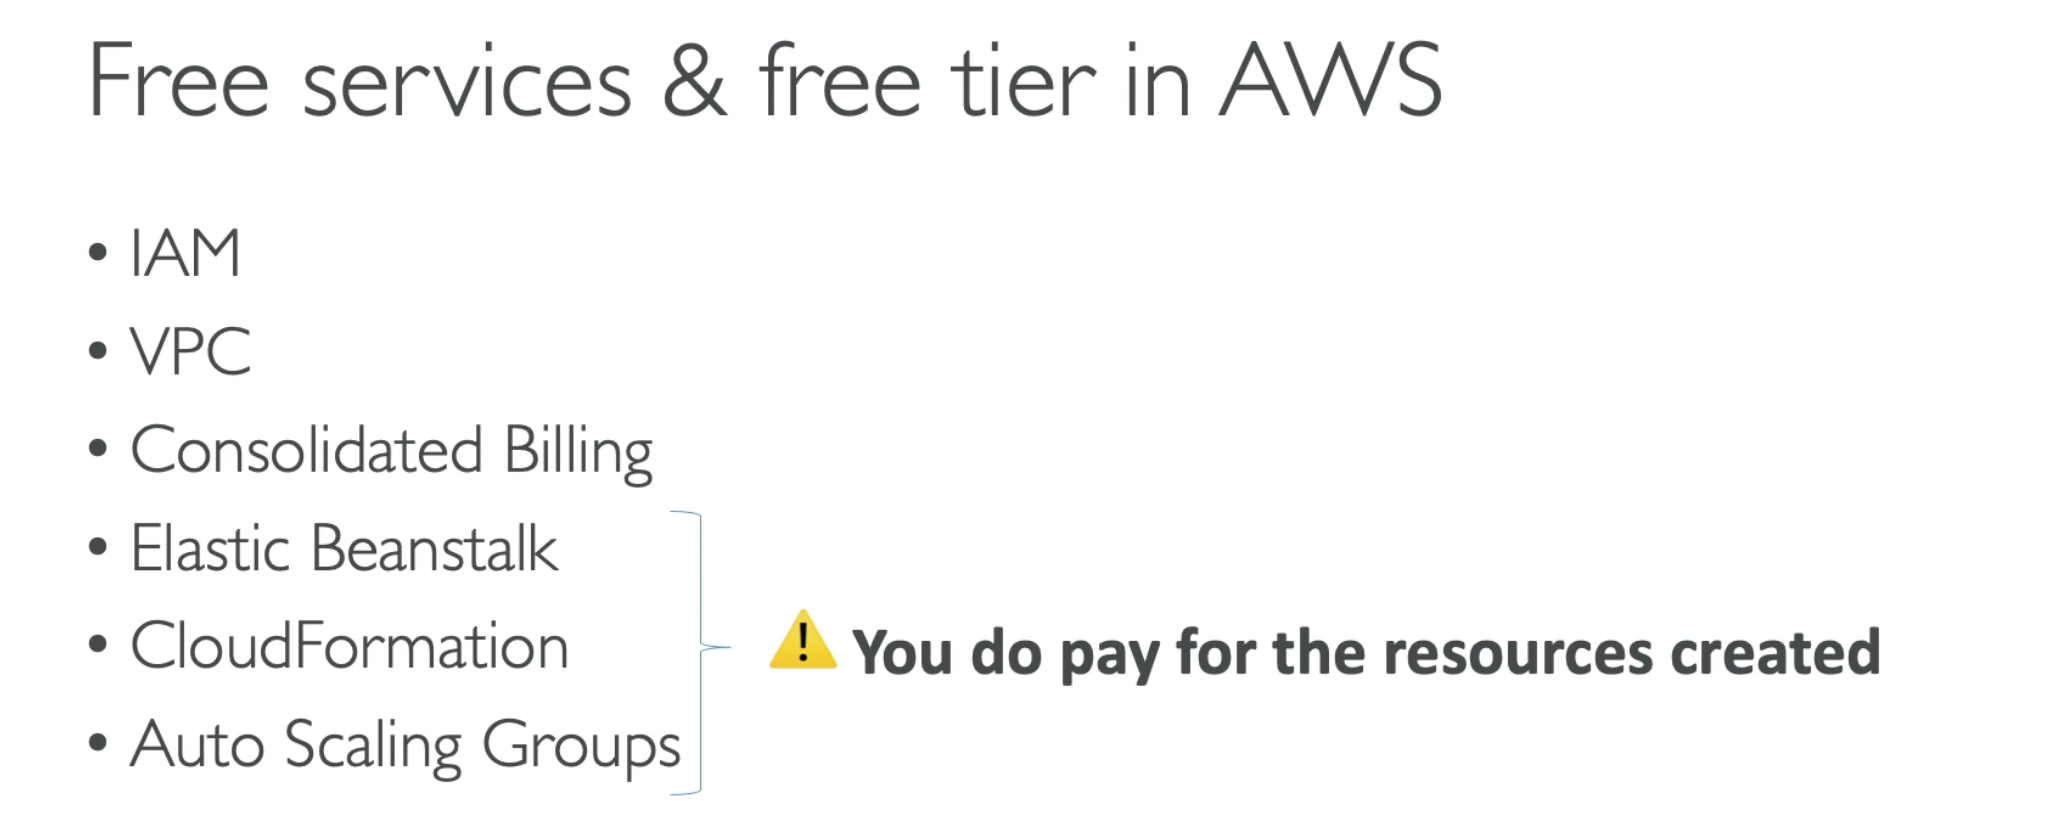 Free services & free tier in AWS
• IAM
• VPC
• Consolidated Billing
• Elastic Beanstalk
• CloudFormation
• Auto Scaling Groups
⚠️ You do pay for the resources created